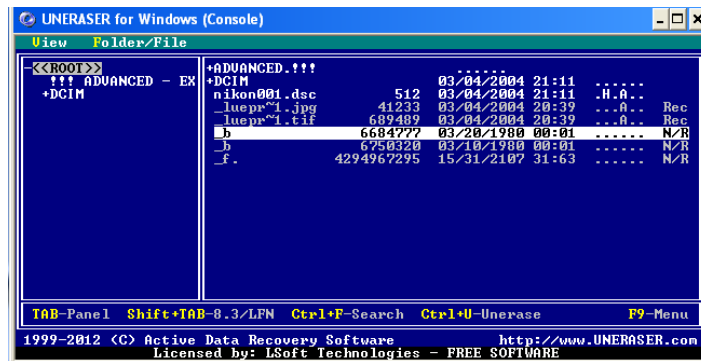 UNERASER for Windows (Console)
View Folder/File
-<<ROOT>>
!!! ADVANCED - EX
+DCIM
+ADVANCED.!!! ......
+DCIM 03/04/2004 21:11 ......
nikon001.dsc 512 03/04/2004 21:11 .H.A..
_luepr~1.jpg 41233 03/04/2004 20:39 ...A.. Rec
_luepr~1.tif 689489 03/04/2004 20:39 ...A.. Rec
_b 6684777 03/20/1980 00:01 ...... N/R
_b 6750320 03/10/1980 00:01 ...... N/R
_f. 4294967295 15/31/2107 31:63 ...... N/R
TAB-Panel Shift+TAB-8.3/LFN Ctrl+F-Search Ctrl+U-Unerase F9-Menu
1999-2012 (C) Active Data Recovery Software http://www.UNERASER.com
Licensed by: LSoft Technologies - FREE SOFTWARE